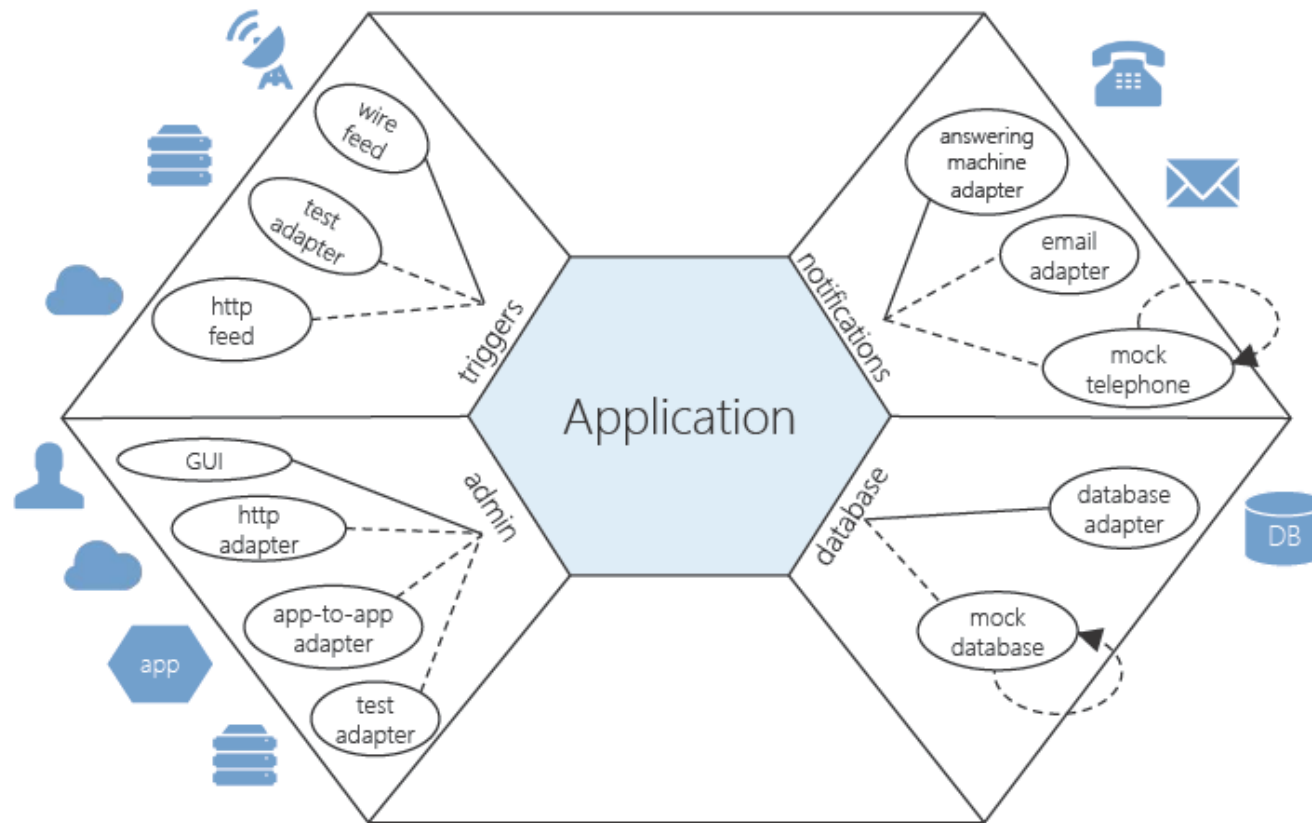 wire
feed
test
adapter
http
feed
triggers
answering
machine
adapter
email
adapter
mock
telephone
notifications
Application
GUI
http
adapter
app-to-app
adapter
test
adapter
admin
app
database
adapter
mock
database
database
DB